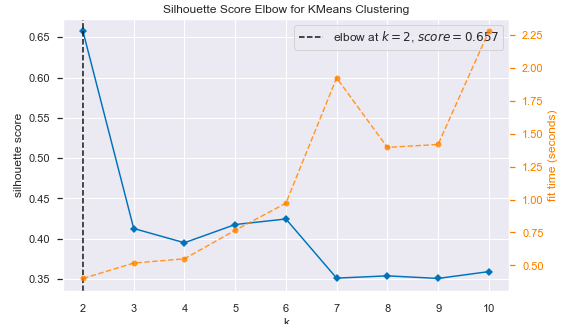 Silhouette Score Elbow for KMeans Clustering
elbow at k = 2, score = 0.657
silhouette score
0.65
0.60
0.55
0.50
0.45
0.40
0.35
2.25
2.00
1.75
1.50
1.25
1.00
0.75
0.50
fit time (seconds)
2 3 4 5 6 7 8 9 10
k